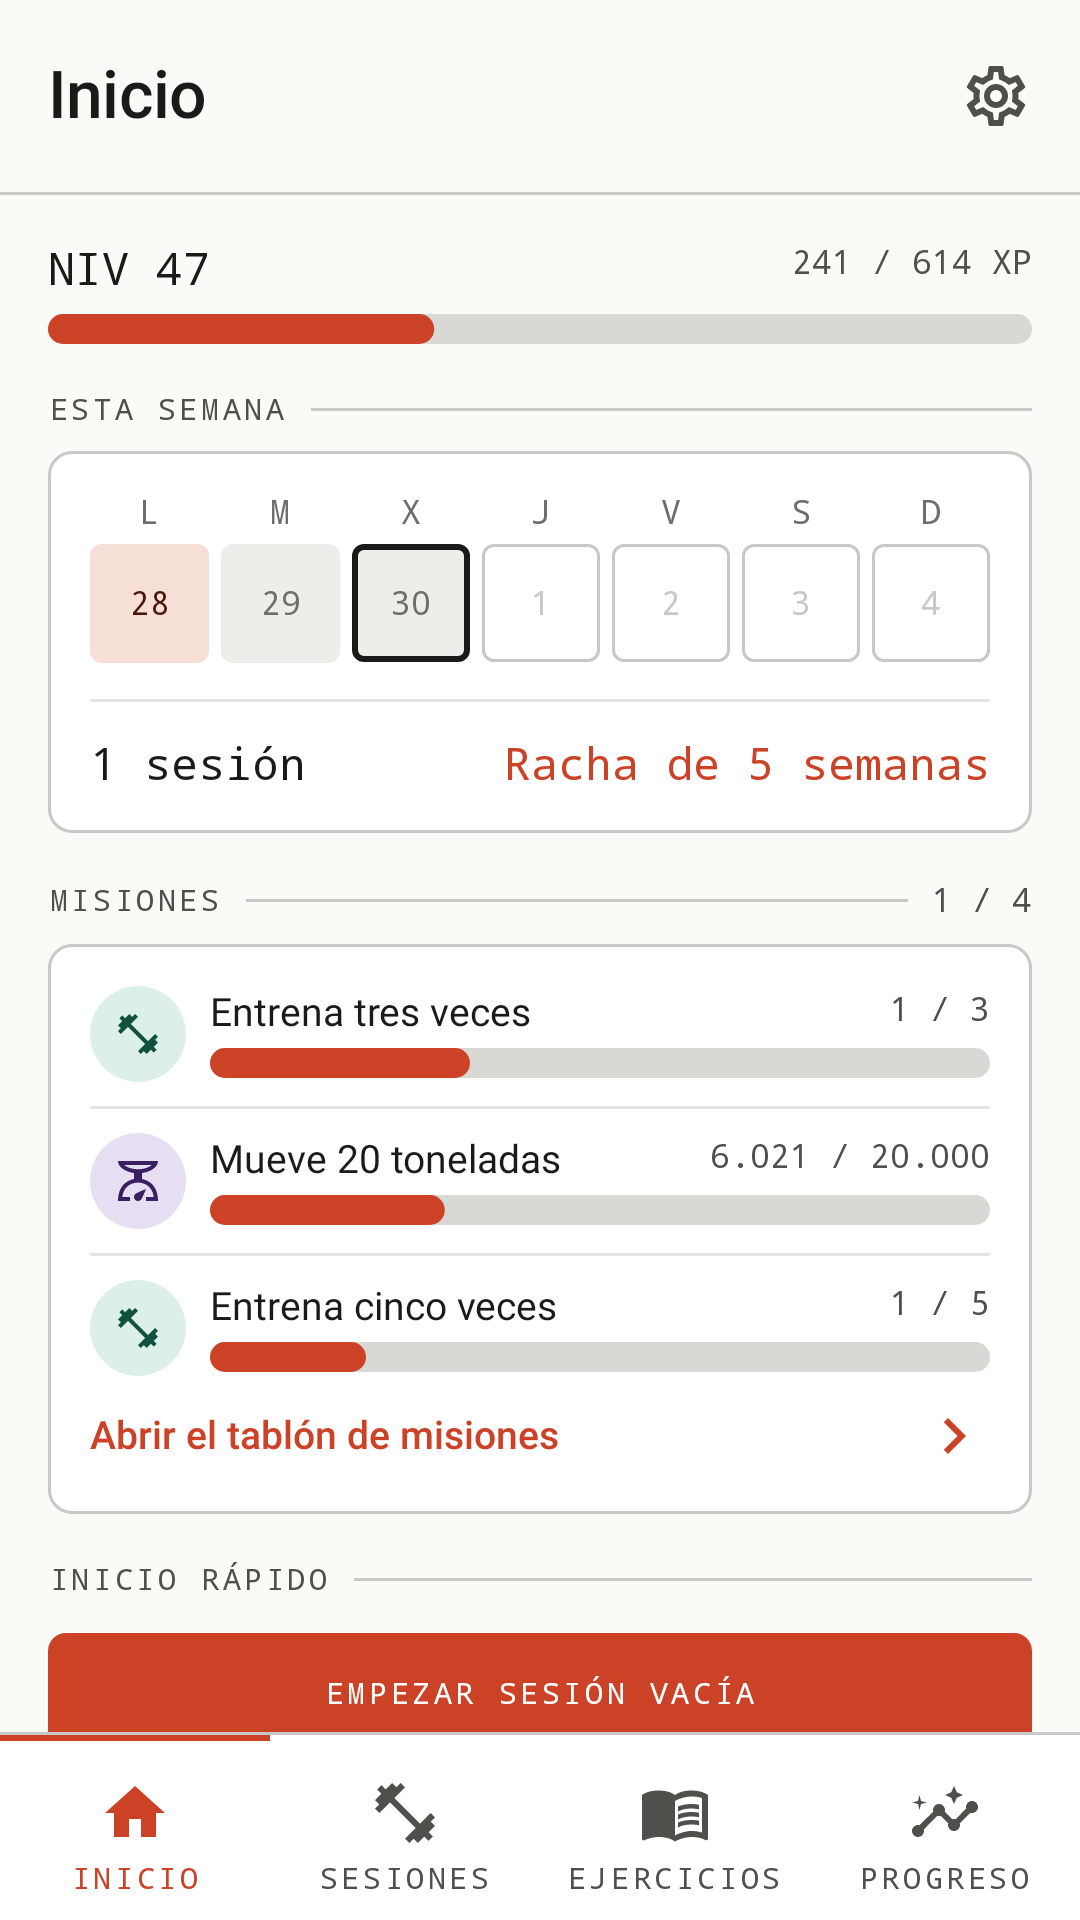 Inicio
NIV 47
241 / 614 XP
ESTA SEMANA
L M X J V S D
28 29 30 1 2 3 4
1 sesión
Racha de 5 semanas
MISIONES
1 / 4
Entrena tres veces
1 / 3
Mueve 20 toneladas
6.021 / 20.000
Entrena cinco veces
1 / 5
Abrir el tablón de misiones
INICIO RÁPIDO
EMPEZAR SESIÓN VACÍA
INICIO SESIONES EJERCICIOS PROGRESO